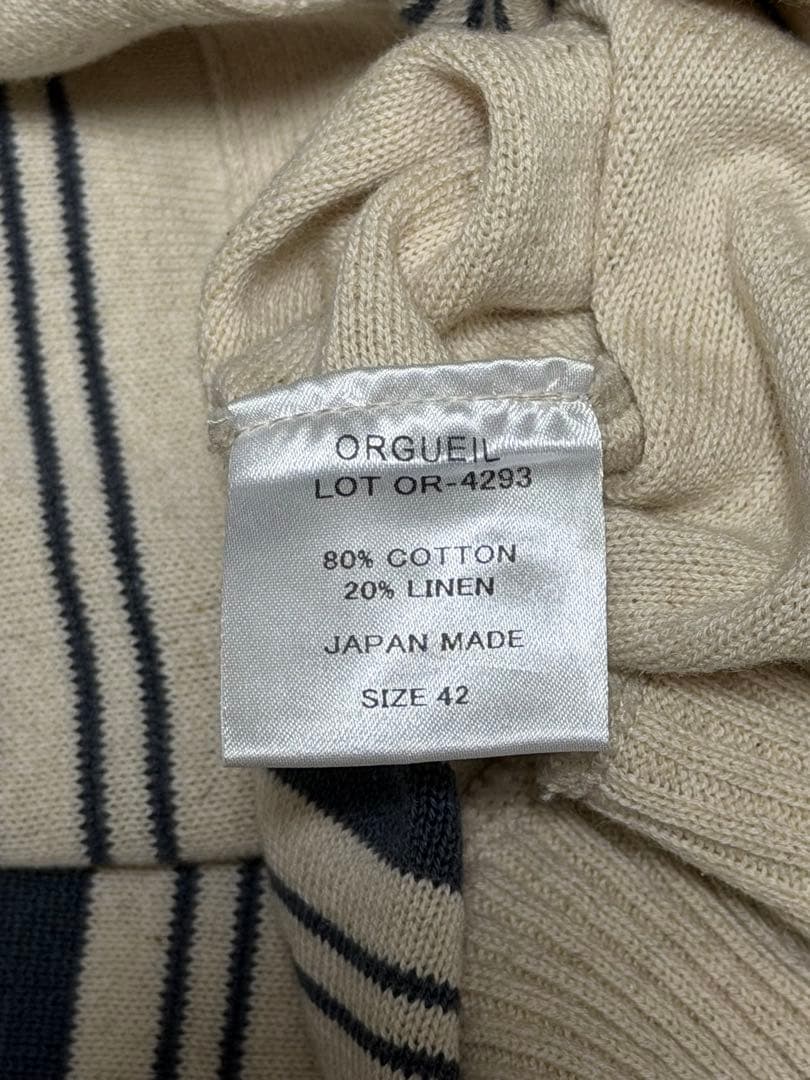 ORGUEIL
LOT OR-4293
80% COTTON
20% LINEN
JAPAN MADE
SIZE 42